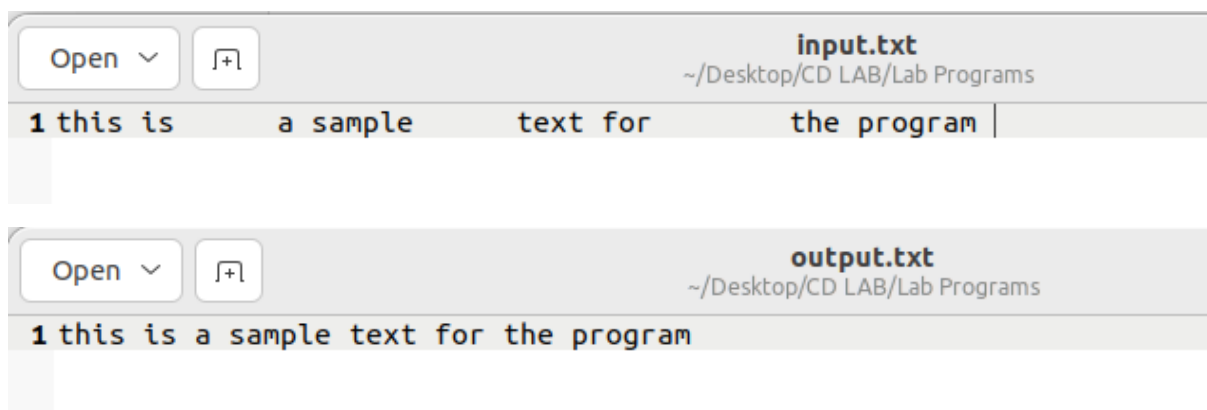 Open
input.txt
~/Desktop/CD LAB/Lab Programs
1 this is      a sample      text for        the program
Open
output.txt
~/Desktop/CD LAB/Lab Programs
1 this is a sample text for the program